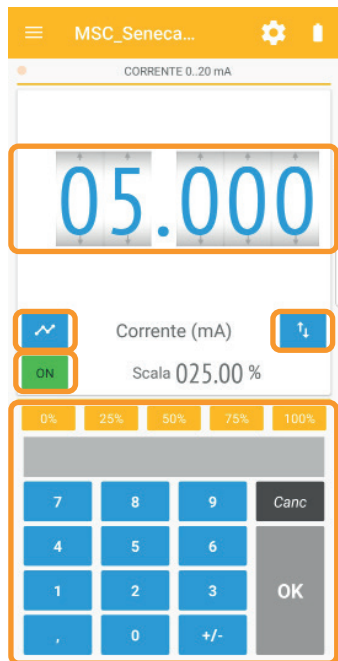 MSC_Seneca...
CORRENTE 0..20 mA
05.000
Corrente (mA)
ON Scala 025.00 %
0% 25% 50% 75% 100%
7 8 9 Canc
4 5 6
1 2 3 OK
, 0 +/-